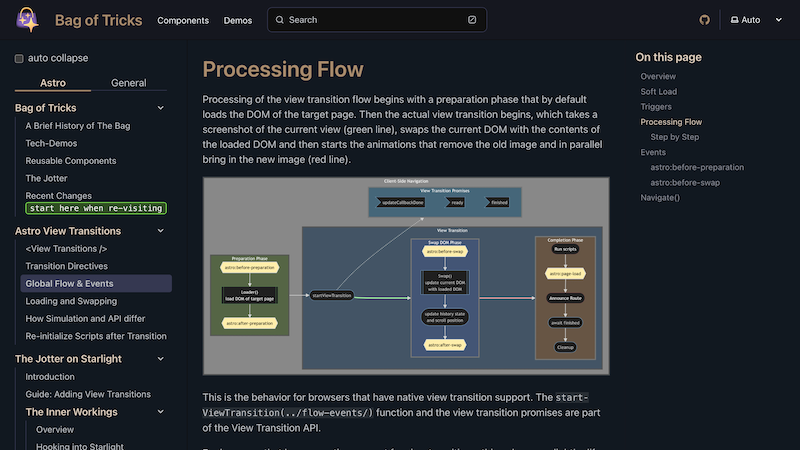 Bag of Tricks
Components
Demos
Search
Auto
auto collapse
Astro
General
Bag of Tricks
A Brief History of The Bag
Tech-Demos
Reusable Components
The Jotter
Recent Changes
start here when re-visiting
Astro View Transitions
<View Transitions />
Transition Directives
Global Flow & Events
Loading and Swapping
How Simulation and API differ
Re-initialize Scripts after Transition
The Jotter on Starlight
Introduction
Guide: Adding View Transitions
The Inner Workings
Overview
Hooking into Starlight
Processing Flow
Processing of the view transition flow begins with a preparation phase that by default
loads the DOM of the target page. Then the actual view transition begins, which takes a
screenshot of the current view (green line), swaps the current DOM with the contents of
the loaded DOM and then starts the animations that remove the old image and in parallel
bring in the new image (red line).
Client-Side Navigation
View Transition Promises
updateCallbackDone
ready
finished
View Transition
Preparation Phase
astro:before-preparation
Loader()
load DOM of target page
astro:after-preparation
startViewTransition
Swap DOM Phase
astro:before-swap
Swap()
update current DOM
with loaded DOM
update history state
and scroll position
astro:after-swap
Completion Phase
Run scripts
astro:page-load
Announce Route
await finished
Cleanup
This is the behavior for browsers that have native view transition support. The start-
ViewTransition(../flow-events/) function and the view transition promises are part
of the View Transition API.
On this page
Overview
Soft Load
Triggers
Processing Flow
Step by Step
Events
astro:before-preparation
astro:before-swap
Navigate()